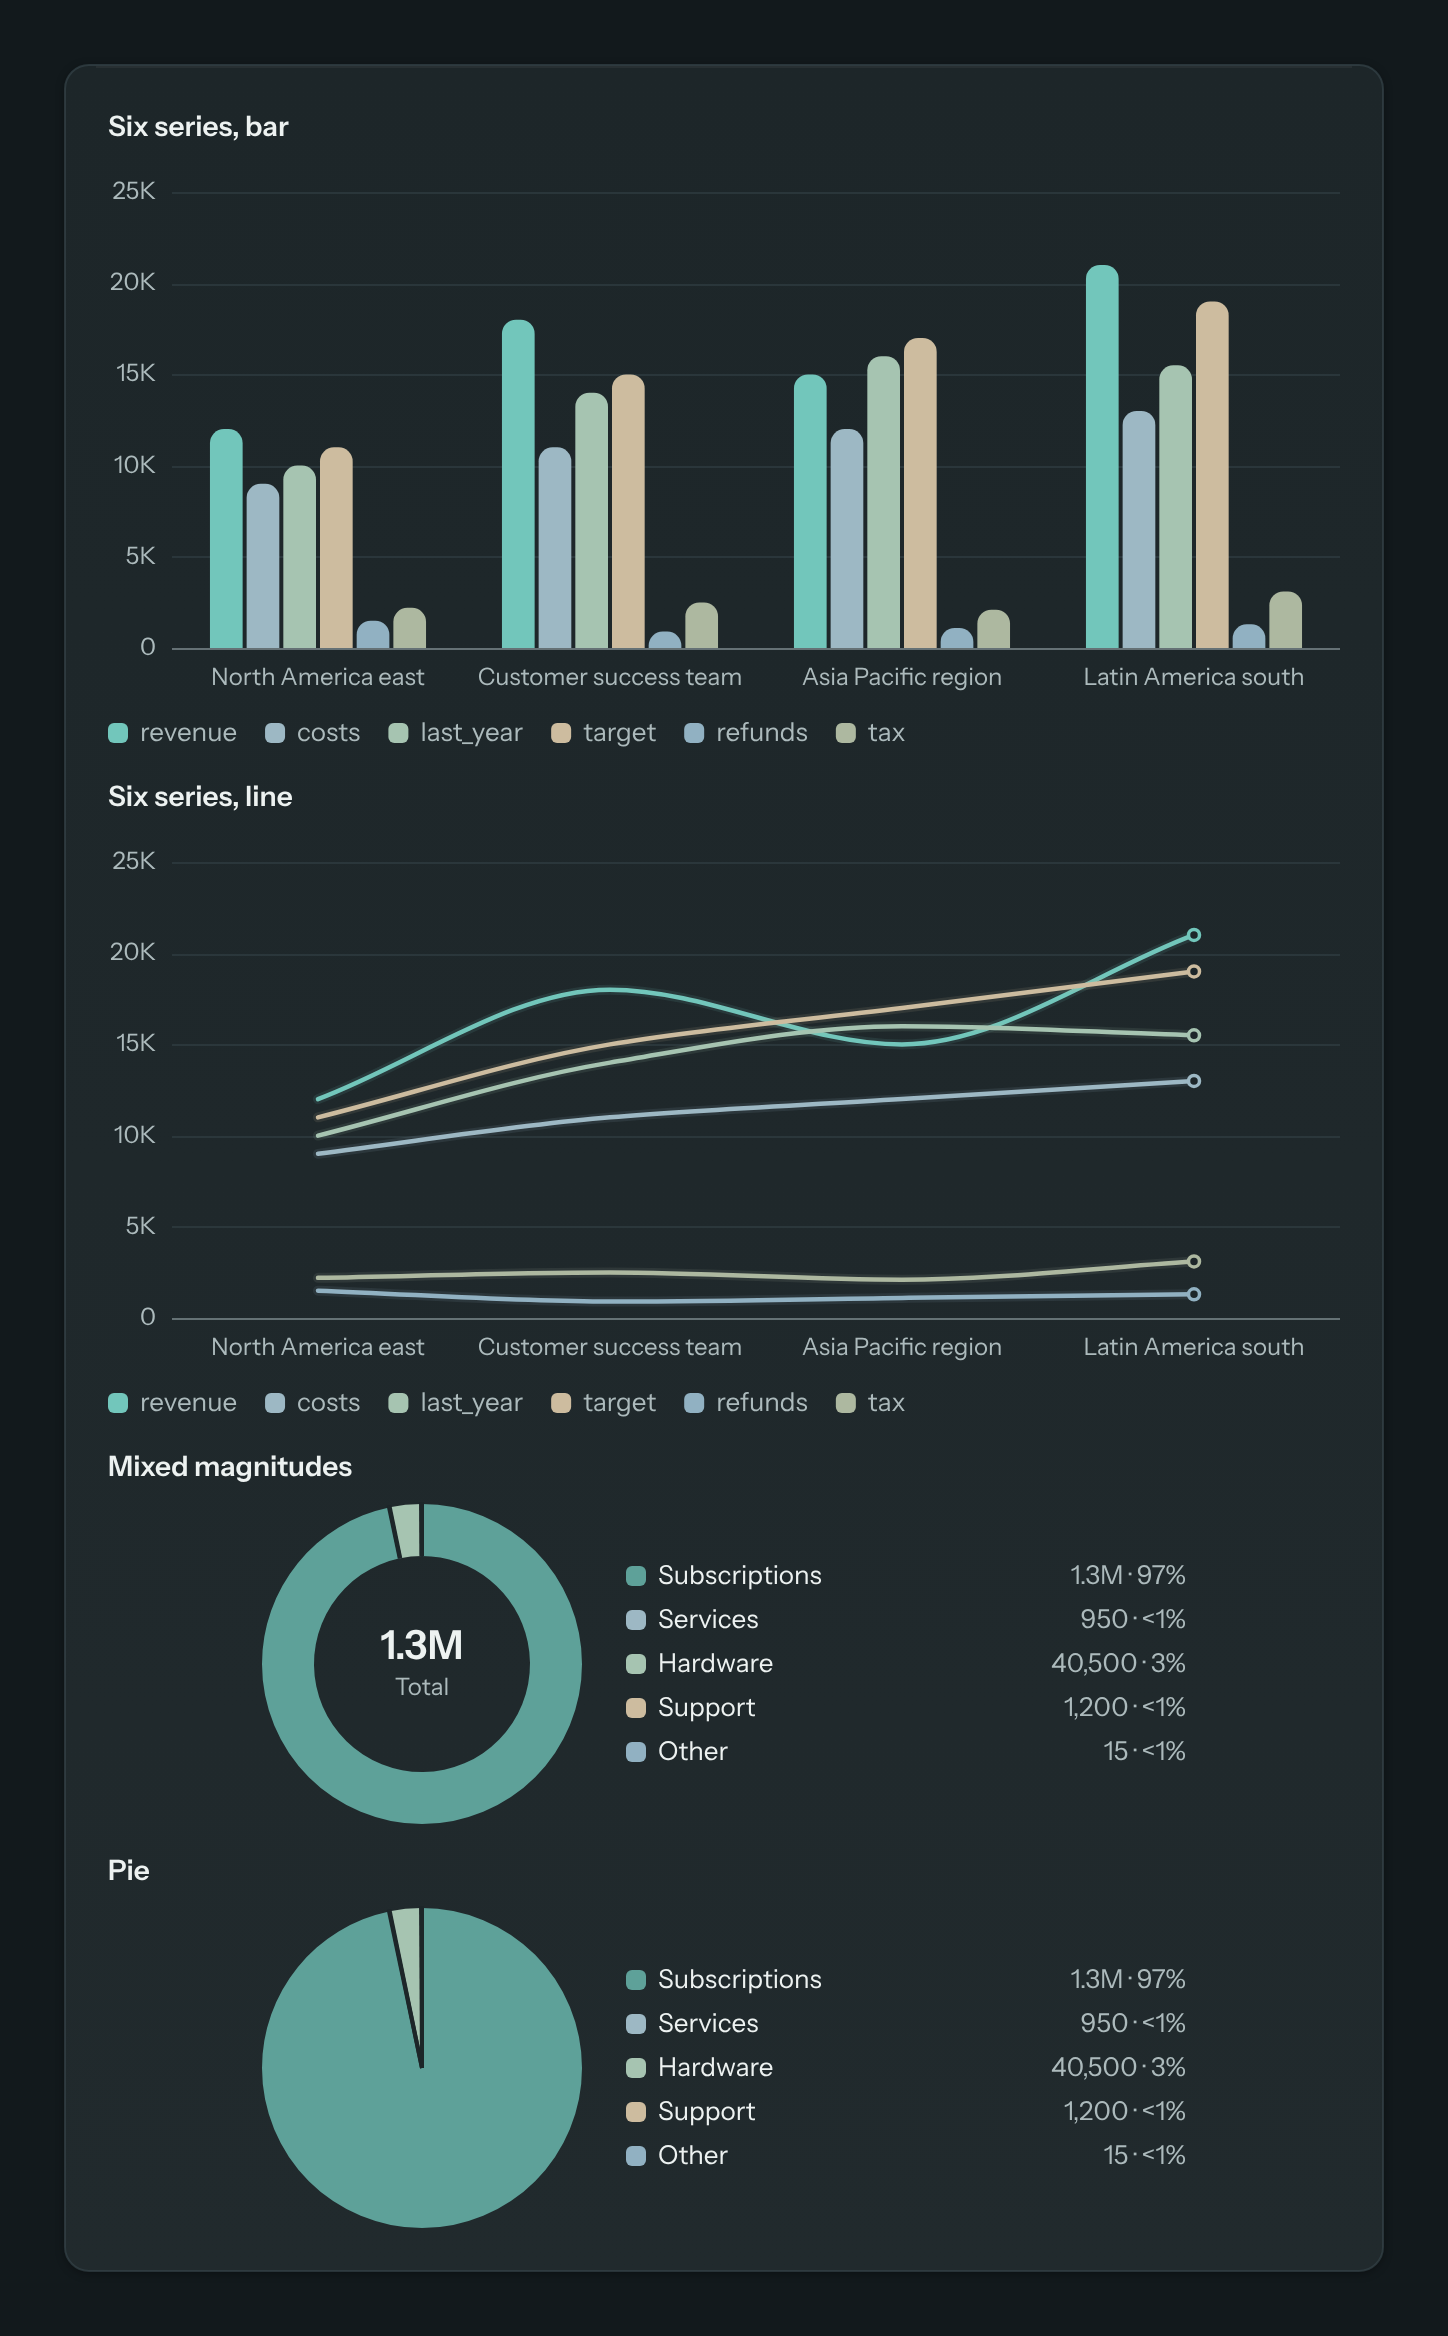 Six series, bar
25K
20K
15K
10K
5K
0
North America east Customer success team Asia Pacific region Latin America south
revenue costs last_year target refunds tax
Six series, line
25K
20K
15K
10K
5K
0
North America east Customer success team Asia Pacific region Latin America south
revenue costs last_year target refunds tax
Mixed magnitudes
1.3M
Total
Subscriptions 1.3M · 97%
Services 950 · <1%
Hardware 40,500 · 3%
Support 1,200 · <1%
Other 15 · <1%
Pie
Subscriptions 1.3M · 97%
Services 950 · <1%
Hardware 40,500 · 3%
Support 1,200 · <1%
Other 15 · <1%